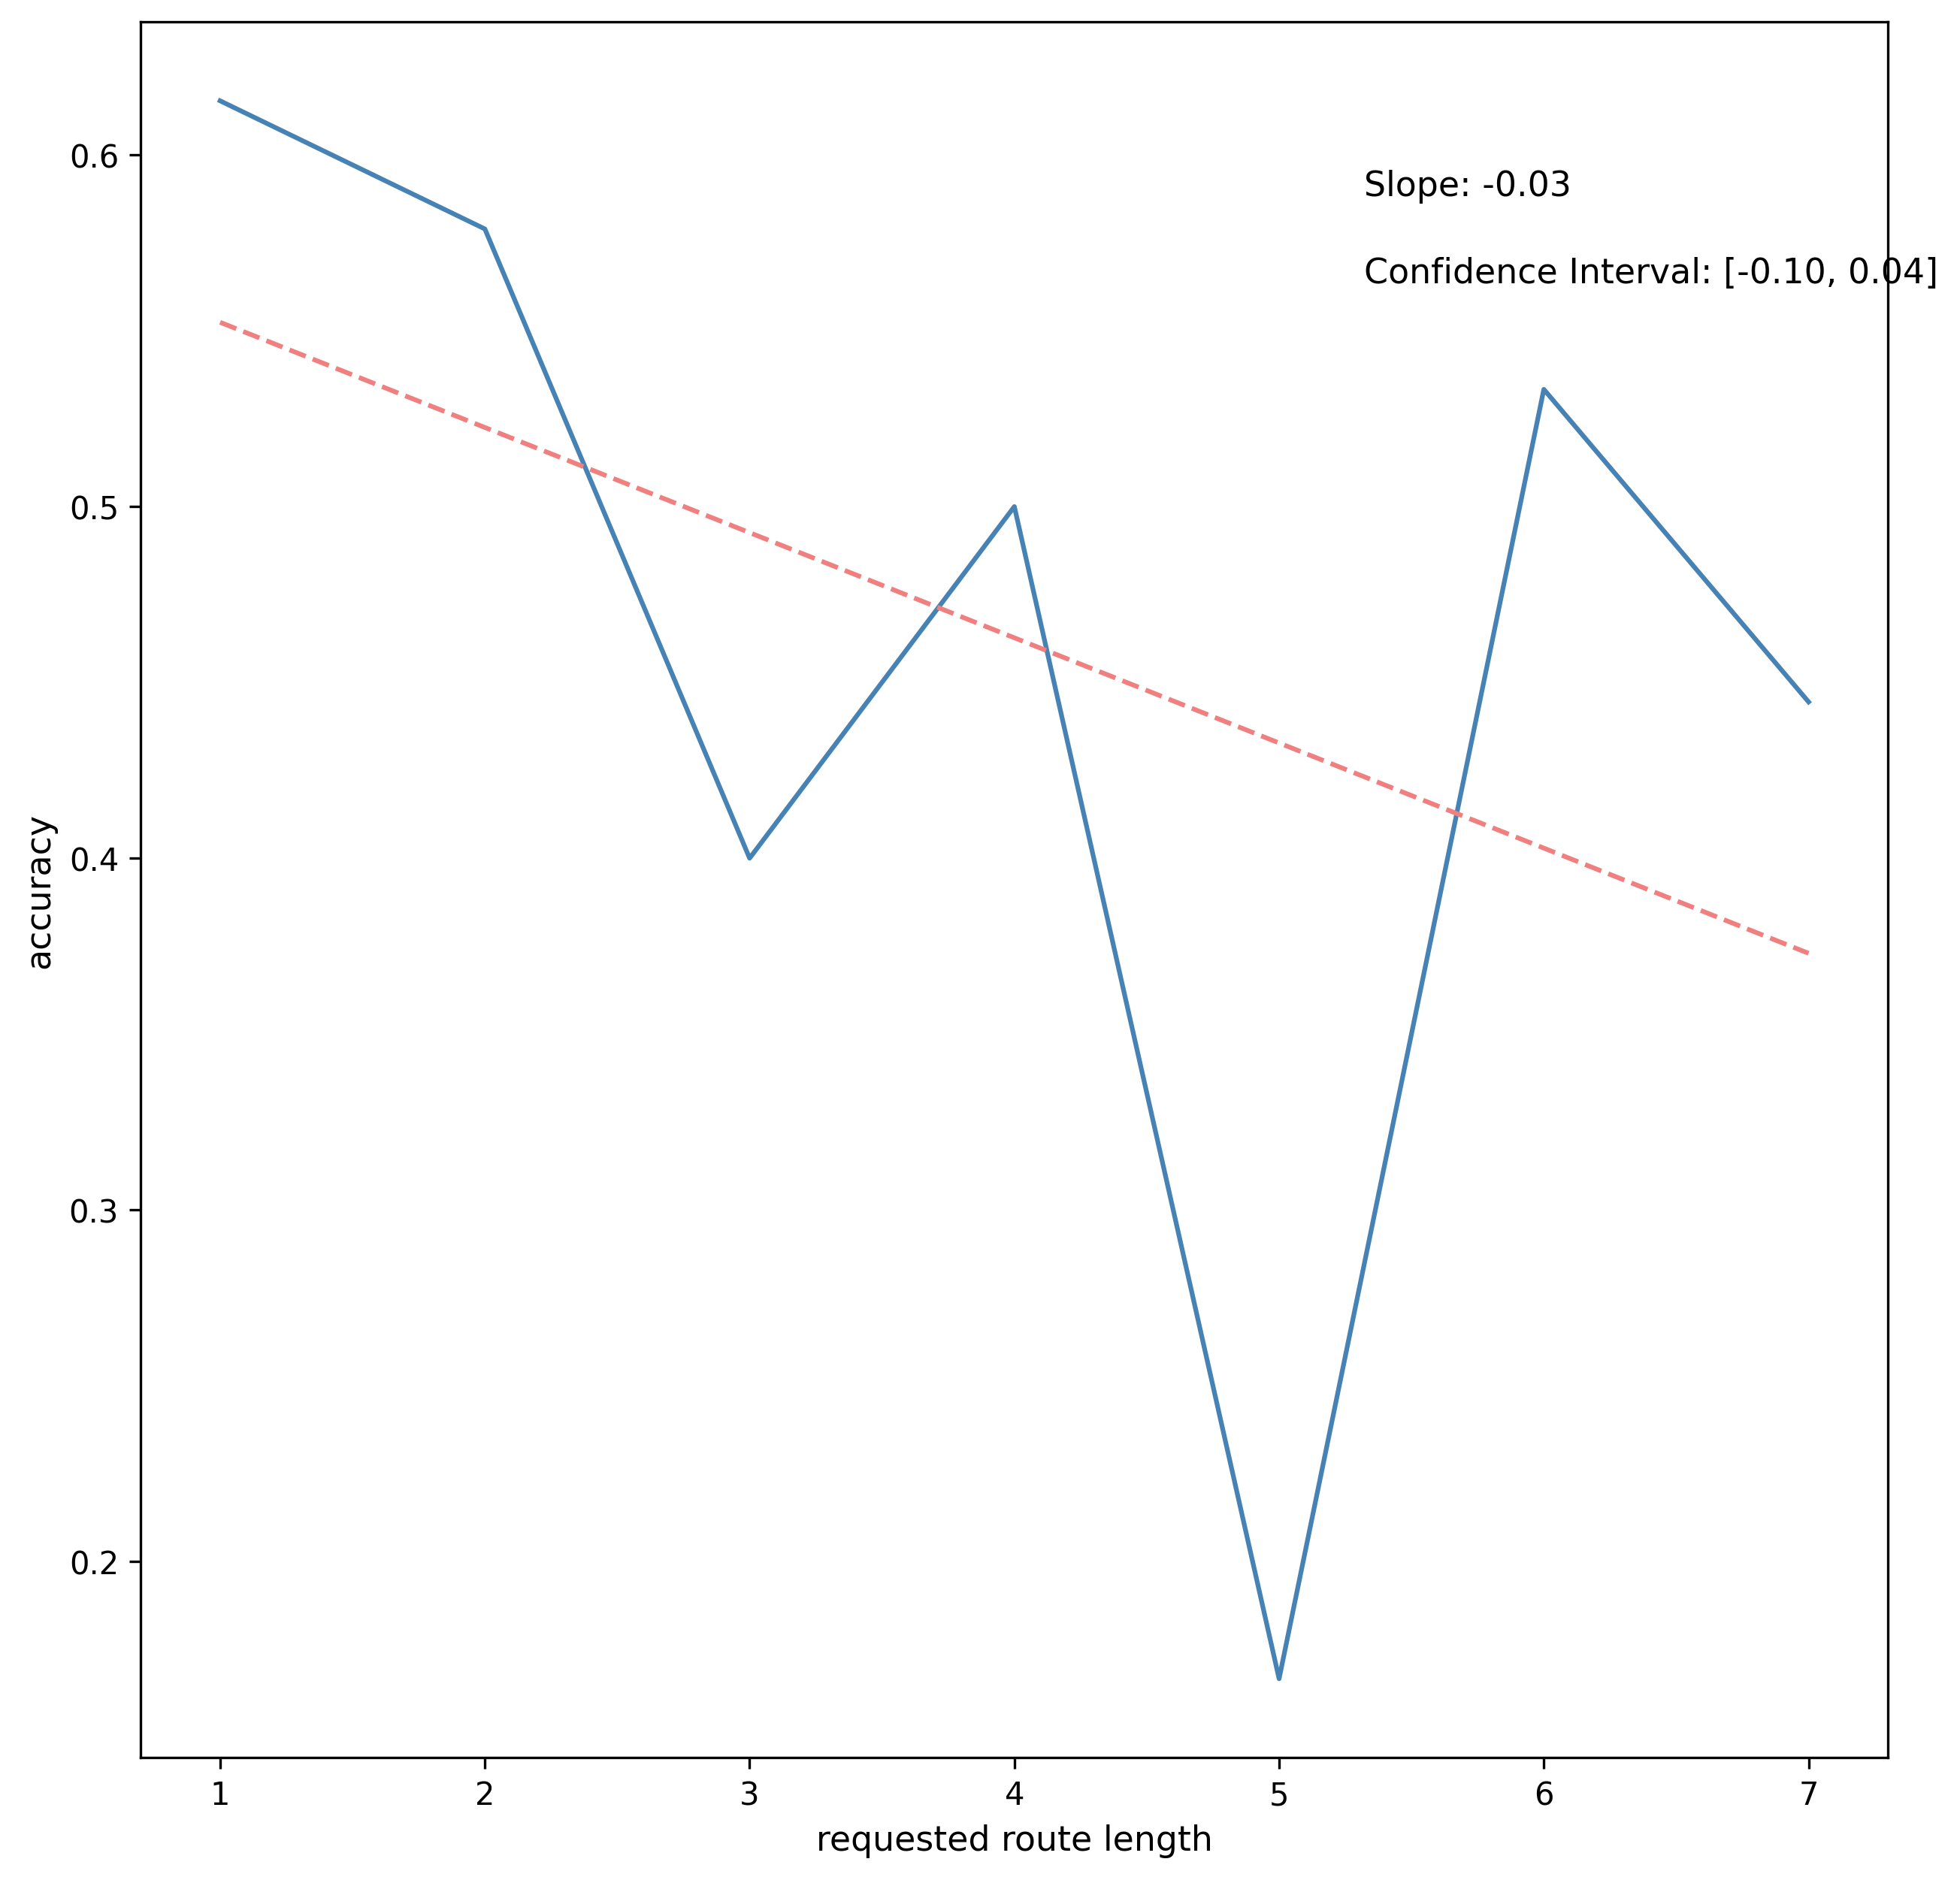 Slope: -0.03
Confidence Interval: [-0.10, 0.04]
0.6
0.5
0.4
0.3
0.2
accuracy
1 2 3 4 5 6 7
requested route length